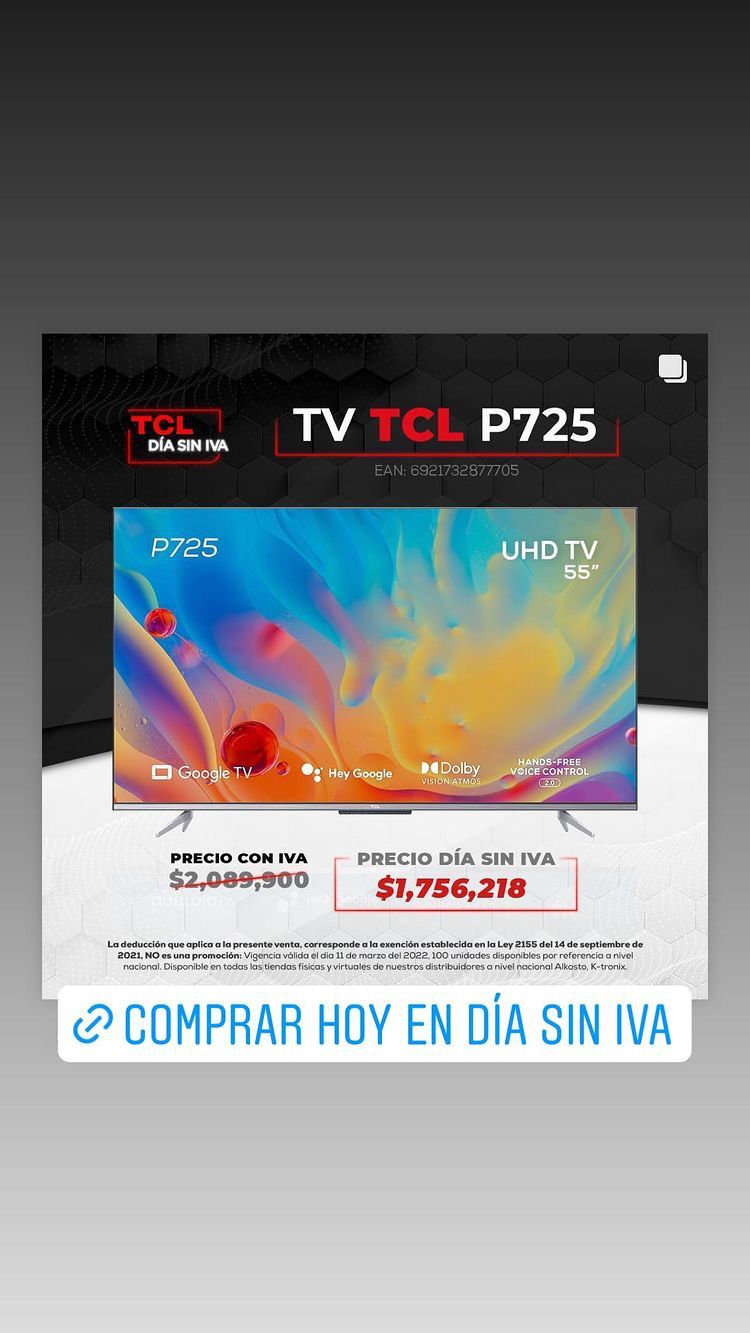 TCL
DÍA SIN IVA
TV TCL P725
EAN: 6921732877705
P725
UHD TV
55”
Google TV
Hey Google
Dolby
VISION·ATMOS
HANDS-FREE
VOICE CONTROL
2.0
TCL
PRECIO CON IVA
$2,089,900
PRECIO DÍA SIN IVA
$1,756,218
La deducción que aplica a la presente venta, corresponde a la exención establecida en la Ley 2155 del 14 de septiembre de
2021, NO es una promoción: Vigencia válida el dia 11 de marzo del 2022, 100 unidades disponibles por referencia a nivel
nacional. Disponible en todas las tiendas físicas y virtuales de nuestros distribuidores a nivel nacional Alkosto, K-tronix.
COMPRAR HOY EN DÍA SIN IVA